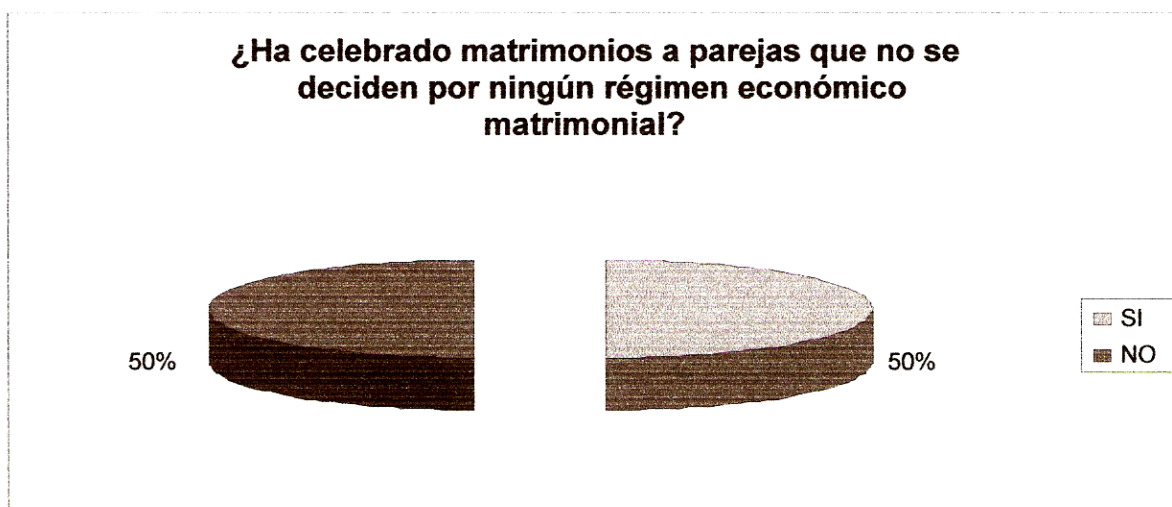 ¿Ha celebrado matrimonios a parejas que no se
deciden por ningún régimen económico
matrimonial?
50%
50%
SI
NO